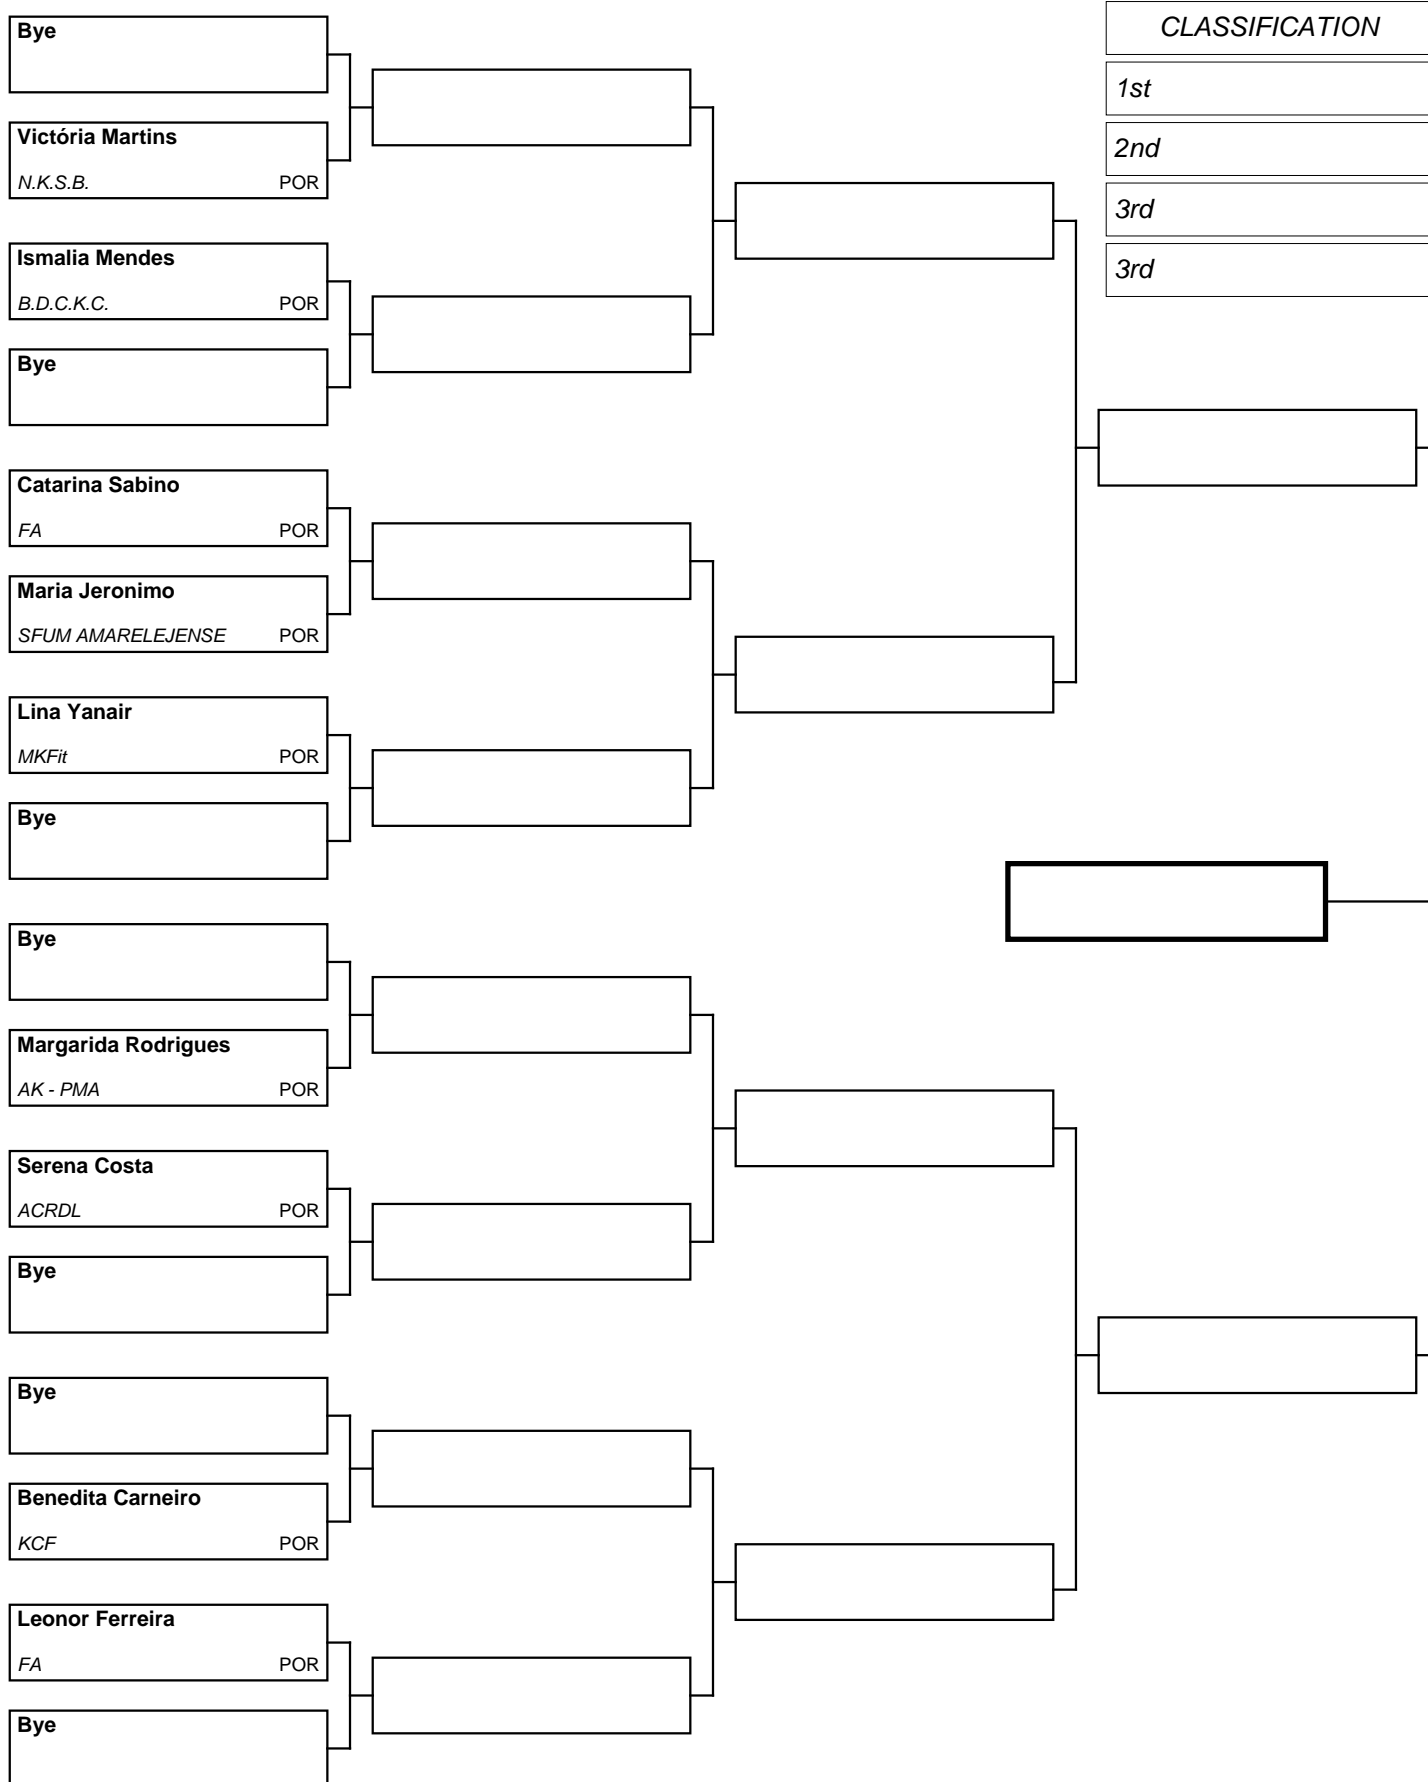 Bye
Victória Martins
N.K.S.B. POR
Ismalia Mendes
B.D.C.K.C. POR
Bye
Catarina Sabino
FA POR
Maria Jeronimo
SFUM AMARELEJENSE POR
Lina Yanair
MKFit POR
Bye
Bye
Margarida Rodrigues
AK - PMA POR
Serena Costa
ACRDL POR
Bye
Bye
Benedita Carneiro
KCF POR
Leonor Ferreira
FA POR
Bye
CLASSIFICATION
1st
2nd
3rd
3rd